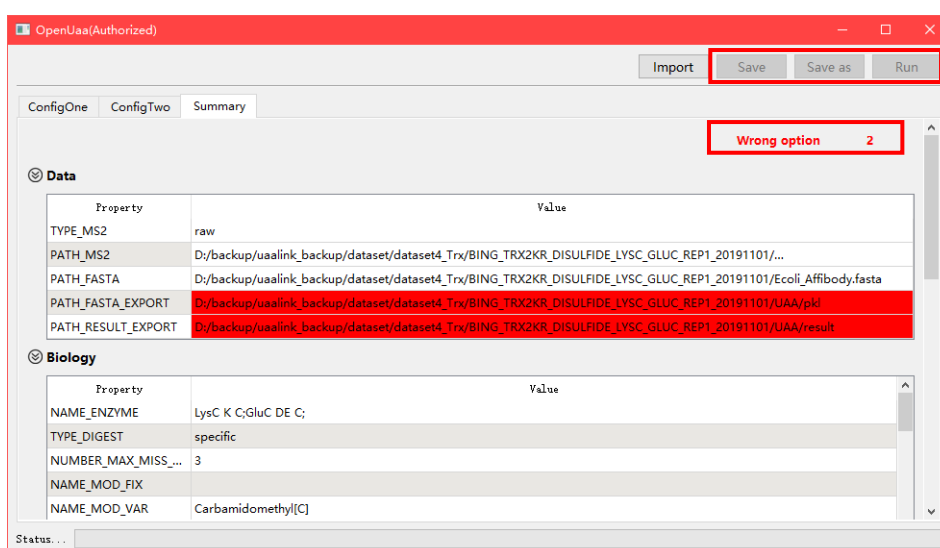 OpenUaa(Authorized)
Import Save Save as Run
ConfigOne ConfigTwo Summary
Wrong option 2
Data
Property Value
TYPE_MS2 raw
PATH_MS2 D:/backup/uaalink_backup/dataset/dataset4_Trx/BING_TRX2KR_DISULFIDE_LYSC_GLUC_REP1_20191101/...
PATH_FASTA D:/backup/uaalink_backup/dataset/dataset4_Trx/BING_TRX2KR_DISULFIDE_LYSC_GLUC_REP1_20191101/Ecoli_Affibody.fasta
PATH_FASTA_EXPORT D:/backup/uaalink_backup/dataset/dataset4_Trx/BING_TRX2KR_DISULFIDE_LYSC_GLUC_REP1_20191101/UAA/pkl
PATH_RESULT_EXPORT D:/backup/uaalink_backup/dataset/dataset4_Trx/BING_TRX2KR_DISULFIDE_LYSC_GLUC_REP1_20191101/UAA/result
Biology
Property Value
NAME_ENZYME LysC K C;GluC DE C;
TYPE_DIGEST specific
NUMBER_MAX_MISS_... 3
NAME_MOD_FIX
NAME_MOD_VAR Carbamidomethyl[C]
Status...